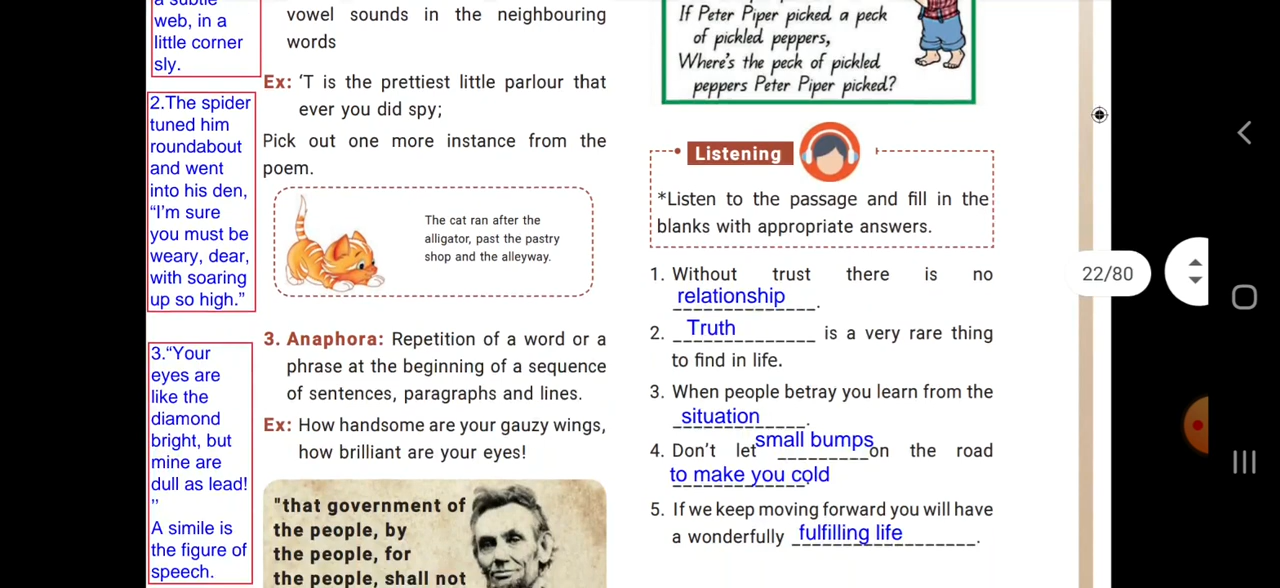 a subtle
web, in a
little corner
sly.
2.The spider
tuned him
roundabout
and went
into his den,
“I’m sure
you must be
weary, dear,
with soaring
up so high.”
3.“Your
eyes are
like the
diamond
bright, but
mine are
dull as lead!
”
A simile is
the figure of
speech.
vowel sounds in the neighbouring
words
Ex: ‘T is the prettiest little parlour that
ever you did spy;
Pick out one more instance from the
poem.
The cat ran after the
alligator, past the pastry
shop and the alleyway.
3. Anaphora: Repetition of a word or a
phrase at the beginning of a sequence
of sentences, paragraphs and lines.
Ex: How handsome are your gauzy wings,
how brilliant are your eyes!
"that government of
the people, by
the people, for
the people, shall not
If Peter Piper picked a peck
of pickled peppers,
Where’s the peck of pickled
peppers Peter Piper picked?
Listening
*Listen to the passage and fill in the
blanks with appropriate answers.
1. Without trust there is no
relationship.
2. Truth is a very rare thing
to find in life.
3. When people betray you learn from the
situation.
4. Don’t let small bumps on the road
to make you cold.
5. If we keep moving forward you will have
a wonderfully fulfilling life.
22/80